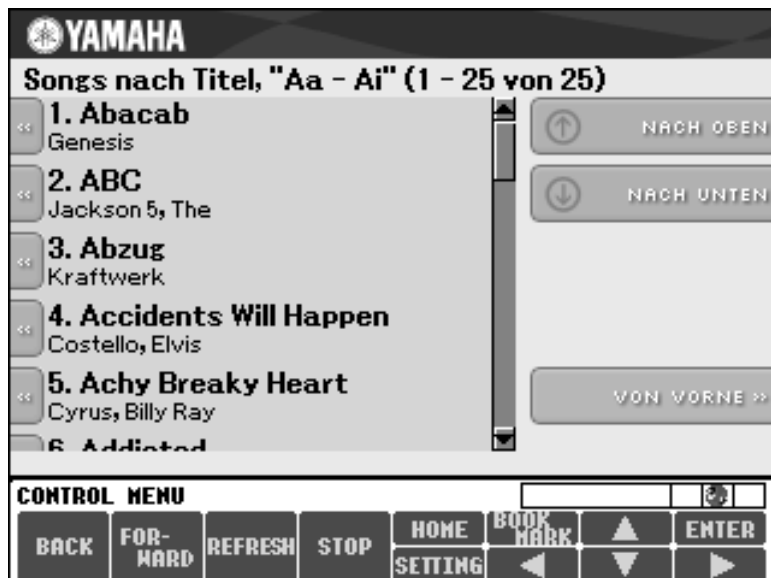 YAMAHA
Songs nach Titel, "Aa - Ai" (1 - 25 von 25)
«
1. Abacab
Genesis
NACH OBEN
«
2. ABC
Jackson 5, The
NACH UNTEN
«
3. Abzug
Kraftwerk
«
4. Accidents Will Happen
Costello, Elvis
«
5. Achy Breaky Heart
Cyrus, Billy Ray
VON VORNE »
6. Addicted
CONTROL MENU
BACK
FOR-
WARD
REFRESH
STOP
HOME
BOOK
MARK
ENTER
SETTING